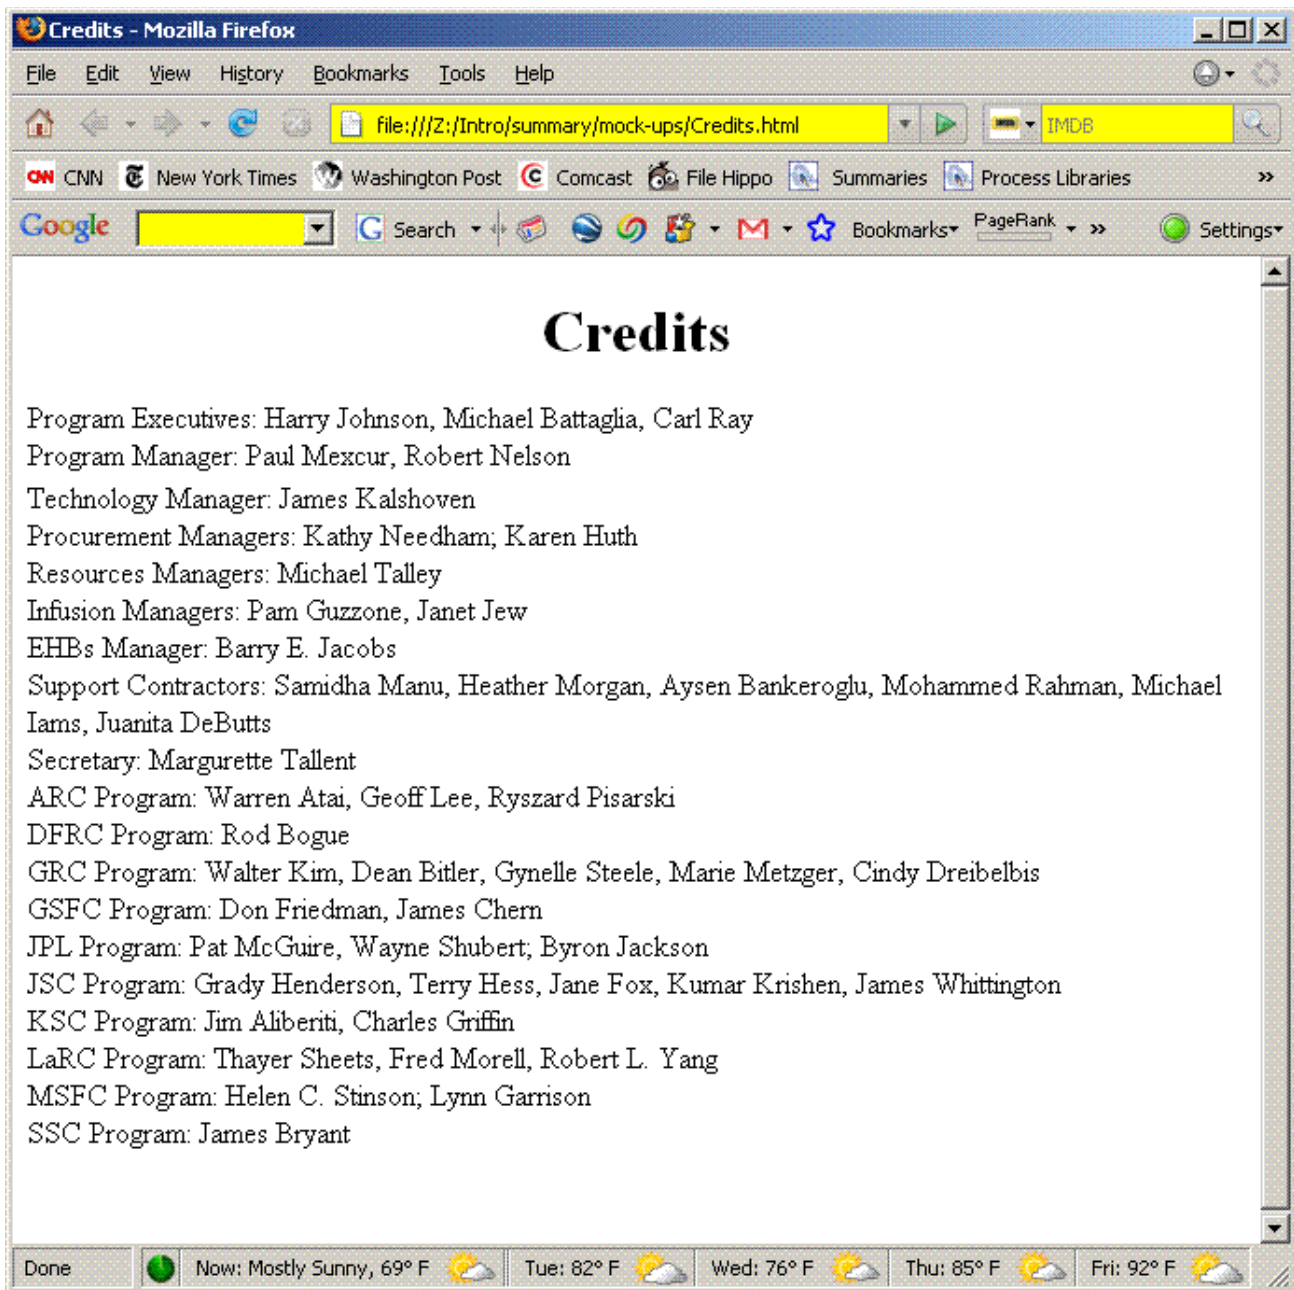 Credits - Mozilla Firefox
File Edit View History Bookmarks Tools Help
file:///Z:/Intro/summary/mock-ups/Credits.html IMDB
CNN CNN New York Times Washington Post Comcast File Hippo Summaries Process Libraries »
Google G Search PageRank Bookmarks » Settings
Credits
Program Executives: Harry Johnson, Michael Battaglia, Carl Ray
Program Manager: Paul Mexcur, Robert Nelson
Technology Manager: James Kalshoven
Procurement Managers: Kathy Needham; Karen Huth
Resources Managers: Michael Talley
Infusion Managers: Pam Guzzone, Janet Jew
EHBs Manager: Barry E. Jacobs
Support Contractors: Samidha Manu, Heather Morgan, Aysen Bankeroglu, Mohammed Rahman, Michael
Iams, Juanita DeButts
Secretary: Margurette Tallent
ARC Program: Warren Atai, Geoff Lee, Ryszard Pisarski
DFRC Program: Rod Bogue
GRC Program: Walter Kim, Dean Bitler, Gynelle Steele, Marie Metzger, Cindy Dreibelbis
GSFC Program: Don Friedman, James Chern
JPL Program: Pat McGuire, Wayne Shubert; Byron Jackson
JSC Program: Grady Henderson, Terry Hess, Jane Fox, Kumar Krishen, James Whittington
KSC Program: Jim Aliberiti, Charles Griffin
LaRC Program: Thayer Sheets, Fred Morell, Robert L. Yang
MSFC Program: Helen C. Stinson; Lynn Garrison
SSC Program: James Bryant
Done Now: Mostly Sunny, 69° F Tue: 82° F Wed: 76° F Thu: 85° F Fri: 92° F